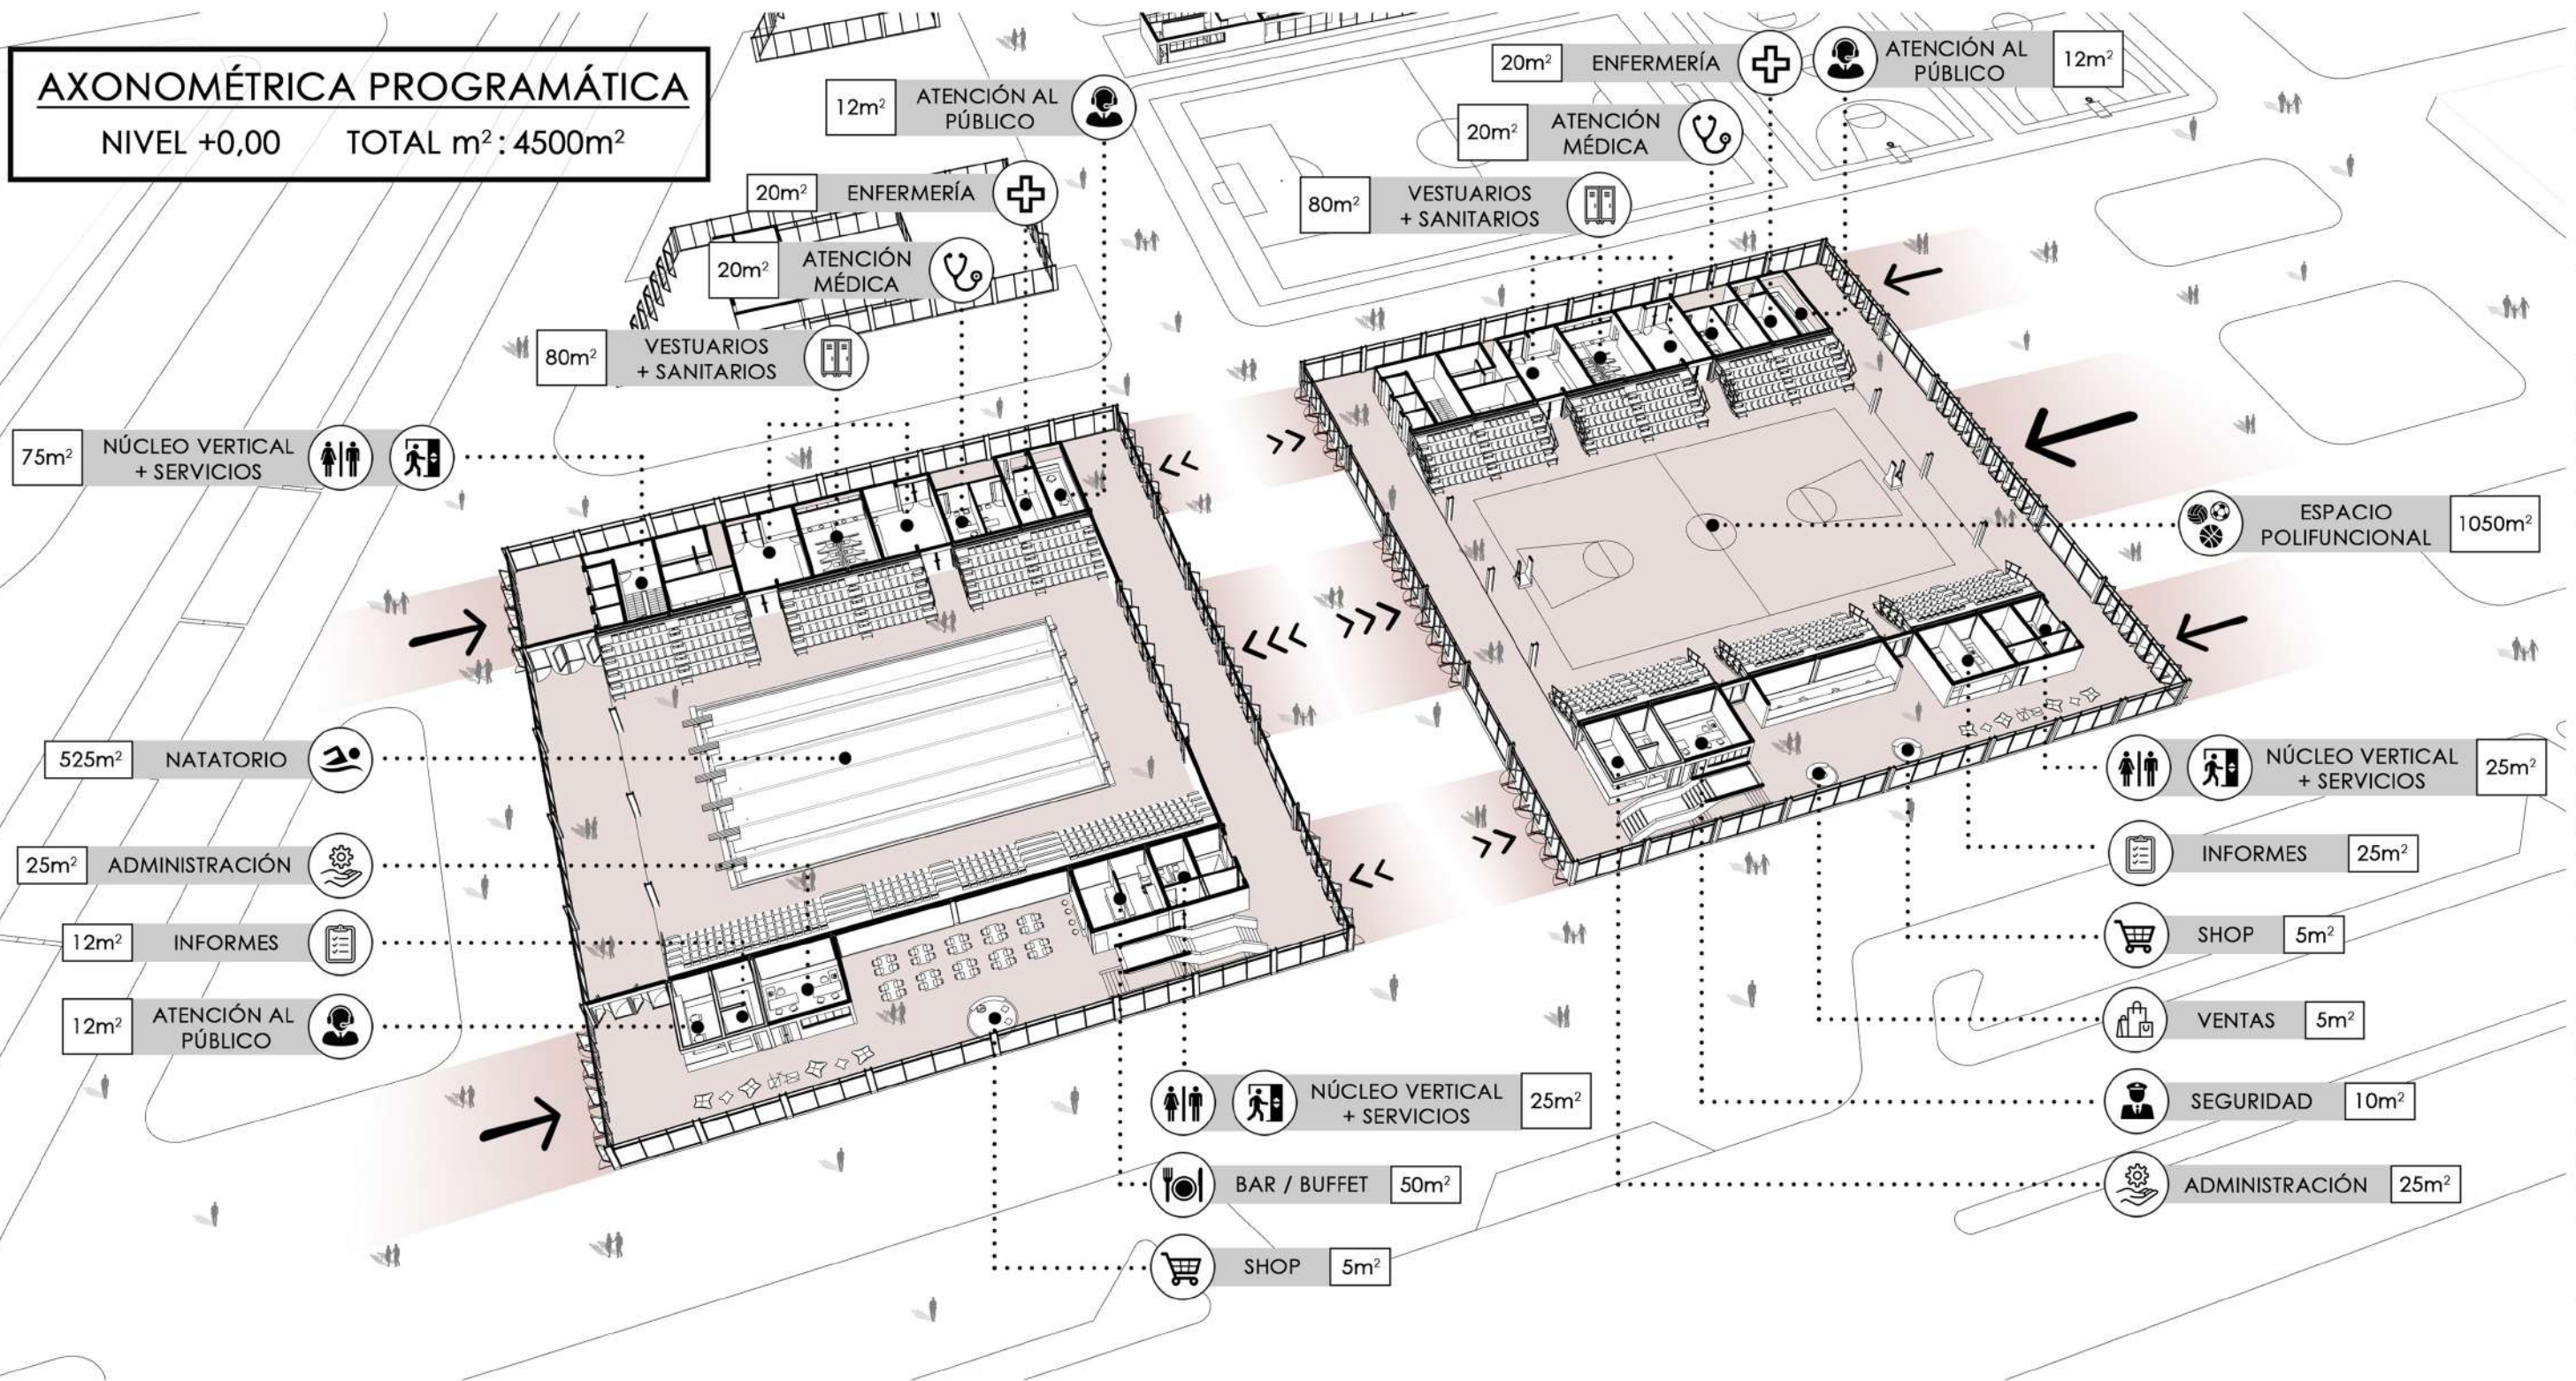 AXONOMÉTRICA PROGRAMÁTICA
NIVEL +0,00 TOTAL m²: 4500m²
12m² ATENCIÓN AL
PÚBLICO
20m² ENFERMERÍA
20m² ATENCIÓN
MÉDICA
80m² VESTUARIOS
+ SANITARIOS
75m² NÚCLEO VERTICAL
+ SERVICIOS
525m² NATATORIO
25m² ADMINISTRACIÓN
12m² INFORMES
12m² ATENCIÓN AL
PÚBLICO
20m² ENFERMERÍA
ATENCIÓN AL
PÚBLICO 12m²
20m² ATENCIÓN
MÉDICA
80m² VESTUARIOS
+ SANITARIOS
ESPACIO
POLIFUNCIONAL 1050m²
NÚCLEO VERTICAL
+ SERVICIOS 25m²
INFORMES 25m²
SHOP 5m²
VENTAS 5m²
SEGURIDAD 10m²
ADMINISTRACIÓN 25m²
NÚCLEO VERTICAL
+ SERVICIOS 25m²
BAR / BUFFET 50m²
SHOP 5m²